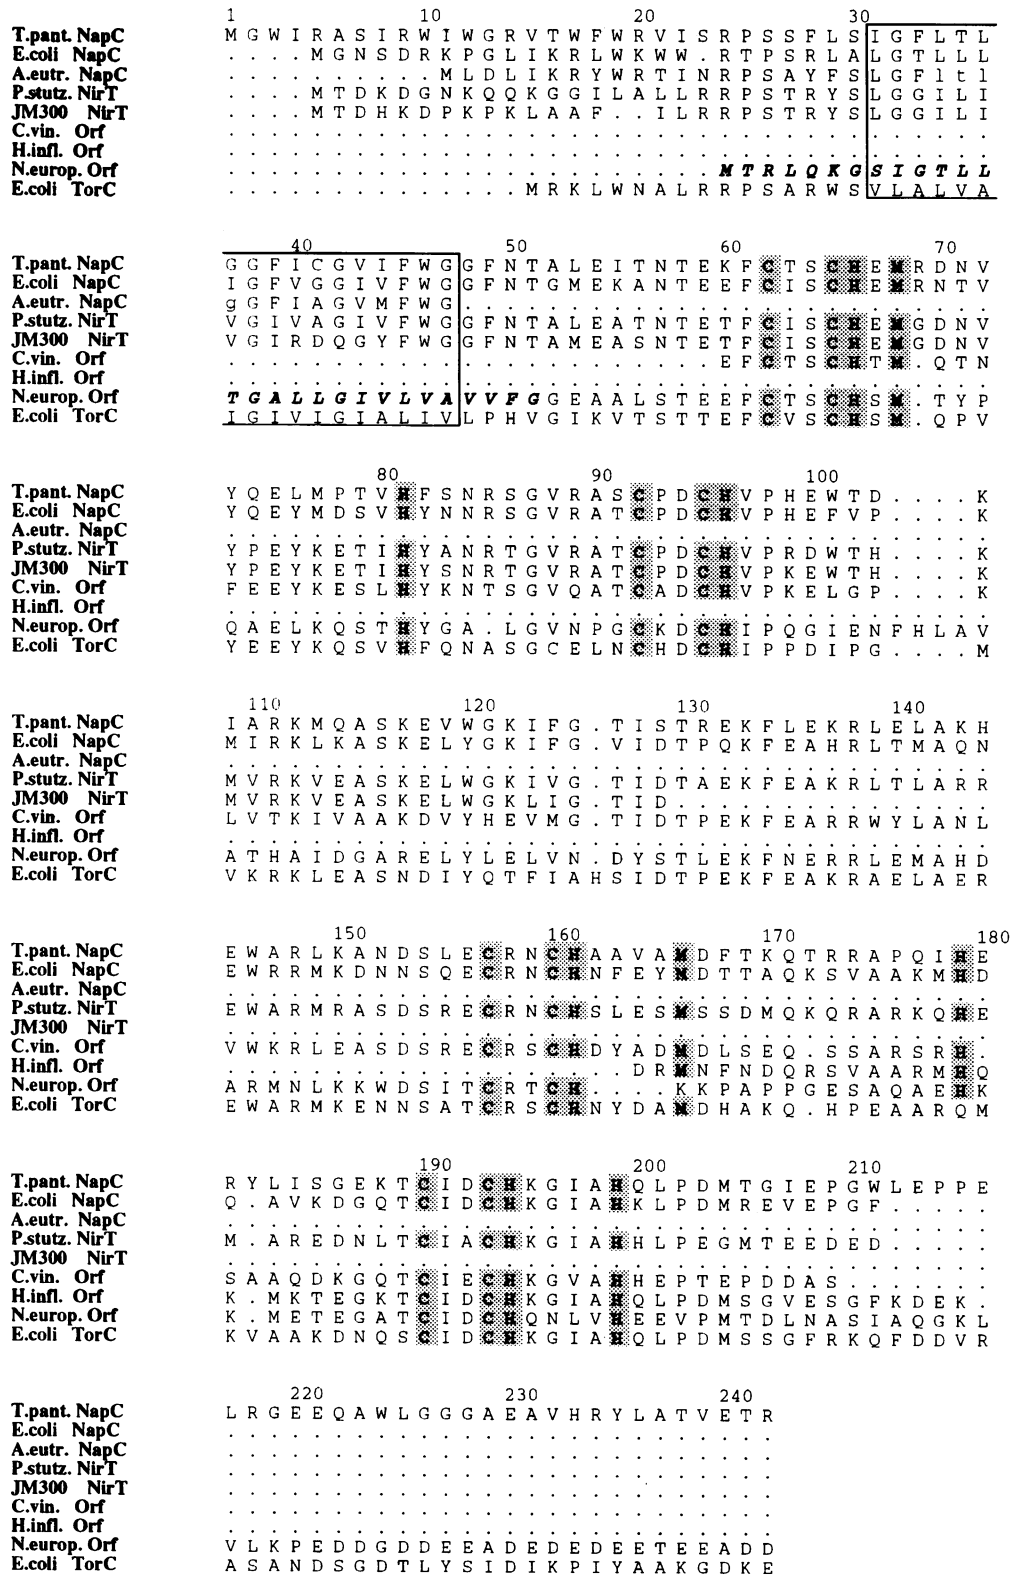 1 10 20 30
T.pant. NapC M G W I R A S I R W I W G R V T W F W R V I S R P S S F L S I G F L T L
E.coli NapC . . . . M G N S D R K P G L I K R L W K W W . R T P S R L A L G T L L L
A.eutr. NapC . . . . . . . . . . M L D L I K R Y W R T I N R P S A Y F S L G F l t l
P.stutz. NirT . . . . M T D K D G N K Q Q K G G I L A L L R R P S T R Y S L G G I L I
JM300 NirT . . . . M T D H K D P K P K L A A F . . I L R R P S T R Y S L G G I L I
C.vin. Orf . . . . . . . . . . . . . . . . . . . . . . . . . . . . . . . . . . . .
H.infl. Orf . . . . . . . . . . . . . . . . . . . . . . . . . . . . . . . . . . . .
N.europ. Orf . . . . . . . . . . . . . . . . . . . . . . . M T R L Q K G S I G T L L
E.coli TorC . . . . . . . . . . . . . . M R K L W N A L R R P S A R W S V L A L V A
40 50 60 70
T.pant. NapC G G F I C G V I F W G G F N T A L E I T N T E K F C T S C H E M R D N V
E.coli NapC I G F V G G I V F W G G F N T G M E K A N T E E F C I S C H E M R N T V
A.eutr. NapC g G F I A G V M F W G . . . . . . . . . . . . . . . . . . . . . . . . .
P.stutz. NirT V G I V A G I V F W G G F N T A L E A T N T E T F C I S C H E M G D N V
JM300 NirT V G I R D Q G Y F W G G F N T A M E A S N T E T F C I S C H E M G D N V
C.vin. Orf . . . . . . . . . . . . . . . . . . . . . . . E F C T S C H T M . Q T N
H.infl. Orf . . . . . . . . . . . . . . . . . . . . . . . . . . . . . . . . . . . .
N.europ. Orf T G A L L G I V L V A V V F G G E A A L S T E E F C T S C H S M . T Y P
E.coli TorC I G I V I G I A L I V L P H V G I K V T S T T E F C V S C H S M . Q P V
80 90 100
T.pant. NapC Y Q E L M P T V H F S N R S G V R A S C P D C H V P H E W T D . . . . K
E.coli NapC Y Q E Y M D S V H Y N N R S G V R A T C P D C H V P H E F V P . . . . K
A.eutr. NapC . . . . . . . . . . . . . . . . . . . . . . . . . . . . . . . . . . . .
P.stutz. NirT Y P E Y K E T I H Y A N R T G V R A T C P D C H V P R D W T H . . . . K
JM300 NirT Y P E Y K E T I H Y S N R T G V R A T C P D C H V P K E W T H . . . . K
C.vin. Orf F E E Y K E S L H Y K N T S G V Q A T C A D C H V P K E L G P . . . . K
H.infl. Orf . . . . . . . . . . . . . . . . . . . . . . . . . . . . . . . . . . . .
N.europ. Orf Q A E L K Q S T H Y G A . L G V N P G C K D C H I P Q G I E N F H L A V
E.coli TorC Y E E Y K Q S V H F Q N A S G C E L N C H D C H I P P D I P G . . . . M
110 120 130 140
T.pant. NapC I A R K M Q A S K E V W G K I F G . T I S T R E K F L E K R L E L A K H
E.coli NapC M I R K L K A S K E L Y G K I F G . V I D T P Q K F E A H R L T M A Q N
A.eutr. NapC . . . . . . . . . . . . . . . . . . . . . . . . . . . . . . . . . . . .
P.stutz. NirT M V R K V E A S K E L W G K I V G . T I D T A E K F E A K R L T L A R R
JM300 NirT M V R K V E A S K E L W G K L I G . T I D . . . . . . . . . . . . . . .
C.vin. Orf L V T K I V A A K D V Y H E V M G . T I D T P E K F E A R R W Y L A N L
H.infl. Orf . . . . . . . . . . . . . . . . . . . . . . . . . . . . . . . . . . . .
N.europ. Orf A T H A I D G A R E L Y L E L V N . D Y S T L E K F N E R R L E M A H D
E.coli TorC V K R K L E A S N D I Y Q T F I A H S I D T P E K F E A K R A E L A E R
150 160 170 180
T.pant. NapC E W A R L K A N D S L E C R N C H A A V A M D F T K Q T R R A P Q I H E
E.coli NapC E W R R M K D N N S Q E C R N C H N F E Y M D T T A Q K S V A A K M H D
A.eutr. NapC . . . . . . . . . . . . . . . . . . . . . . . . . . . . . . . . . . . .
P.stutz. NirT E W A R M R A S D S R E C R N C H S L E S M S S D M Q K Q R A R K Q H E
JM300 NirT . . . . . . . . . . . . . . . . . . . . . . . . . . . . . . . . . . . .
C.vin. Orf V W K R L E A S D S R E C R S C H D Y A D M D L S E Q . S S A R S R H .
H.infl. Orf . . . . . . . . . . . . . . . . . . . D R M N F N D Q R S V A A R M H Q
N.europ. Orf A R M N L K K W D S I T C R T C H . . . . K K P A P P G E S A Q A E H K
E.coli TorC E W A R M K E N N S A T C R S C H N Y D A M D H A K Q . H P E A A R Q M
190 200 210
T.pant. NapC R Y L I S G E K T C I D C H K G I A H Q L P D M T G I E P G W L E P P E
E.coli NapC Q . A V K D G Q T C I D C H K G I A H K L P D M R E V E P G F . . . . .
A.eutr. NapC . . . . . . . . . . . . . . . . . . . . . . . . . . . . . . . . . . . .
P.stutz. NirT M . A R E D N L T C I A C H K G I A H H L P E G M T E E D E D . . . . .
JM300 NirT . . . . . . . . . . . . . . . . . . . . . . . . . . . . . . . . . . . .
C.vin. Orf S A A Q D K G Q T C I E C H K G V A H H E P T E P D D A S . . . . . . .
H.infl. Orf K . M K T E G K T C I D C H K G I A H Q L P D M S G V E S G F K D E K .
N.europ. Orf K . M E T E G A T C I D C H Q N L V H E E V P M T D L N A S I A Q G K L
E.coli TorC K V A A K D N Q S C I D C H K G I A H Q L P D M S S G F R K Q F D D V R
220 230 240
T.pant. NapC L R G E E Q A W L G G G A E A V H R Y L A T V E T R
E.coli NapC . . . . . . . . . . . . . . . . . . . . . . . . . .
A.eutr. NapC . . . . . . . . . . . . . . . . . . . . . . . . . .
P.stutz. NirT . . . . . . . . . . . . . . . . . . . . . . . . . .
JM300 NirT . . . . . . . . . . . . . . . . . . . . . . . . . .
C.vin. Orf . . . . . . . . . . . . . . . . . . . . . . . . . .
H.infl. Orf . . . . . . . . . . . . . . . . . . . . . . . . . .
N.europ. Orf V L K P E D D G D D E E A D E D E D E E T E E A D D
E.coli TorC A S A N D S G D T L Y S I D I K P I Y A A K G D K E